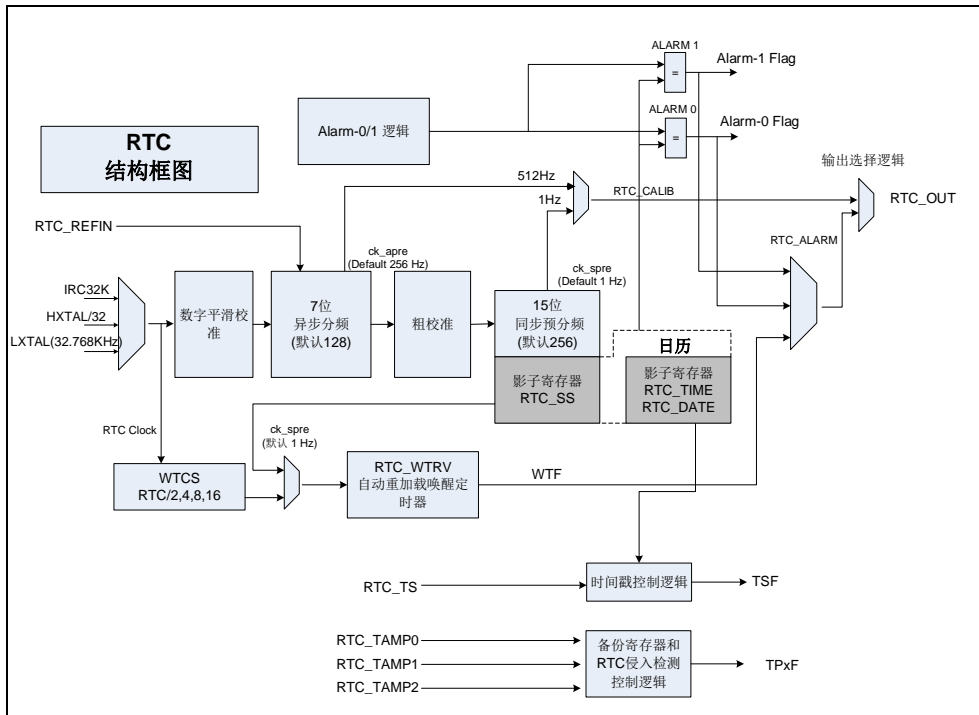 ALARM 1
Alarm-1 Flag
=
Alarm-0/1 逻辑
ALARM 0
Alarm-0 Flag
=
RTC
结构框图
输出选择逻辑
512Hz
1Hz
RTC_CALIB
RTC_OUT
RTC_REFIN
RTC_ALARM
ck_apre
(Default 256 Hz)
ck_spre
(Default 1 Hz)
IRC32K
HXTAL/32
LXTAL(32.768KHz)
数字平滑校
准
7位
异步分频
(默认128)
粗校准
15位
同步预分频
(默认256)
日历
影子寄存器
RTC_SS
影子寄存器
RTC_TIME
RTC_DATE
RTC Clock
ck_spre
(默认 1 Hz)
WTCS
RTC/2,4,8,16
RTC_WTRV
自动重加载唤醒定
时器
WTF
RTC_TS
时间戳控制逻辑
TSF
RTC_TAMP0
RTC_TAMP1
RTC_TAMP2
备份寄存器和
RTC侵入检测
控制逻辑
TPxF